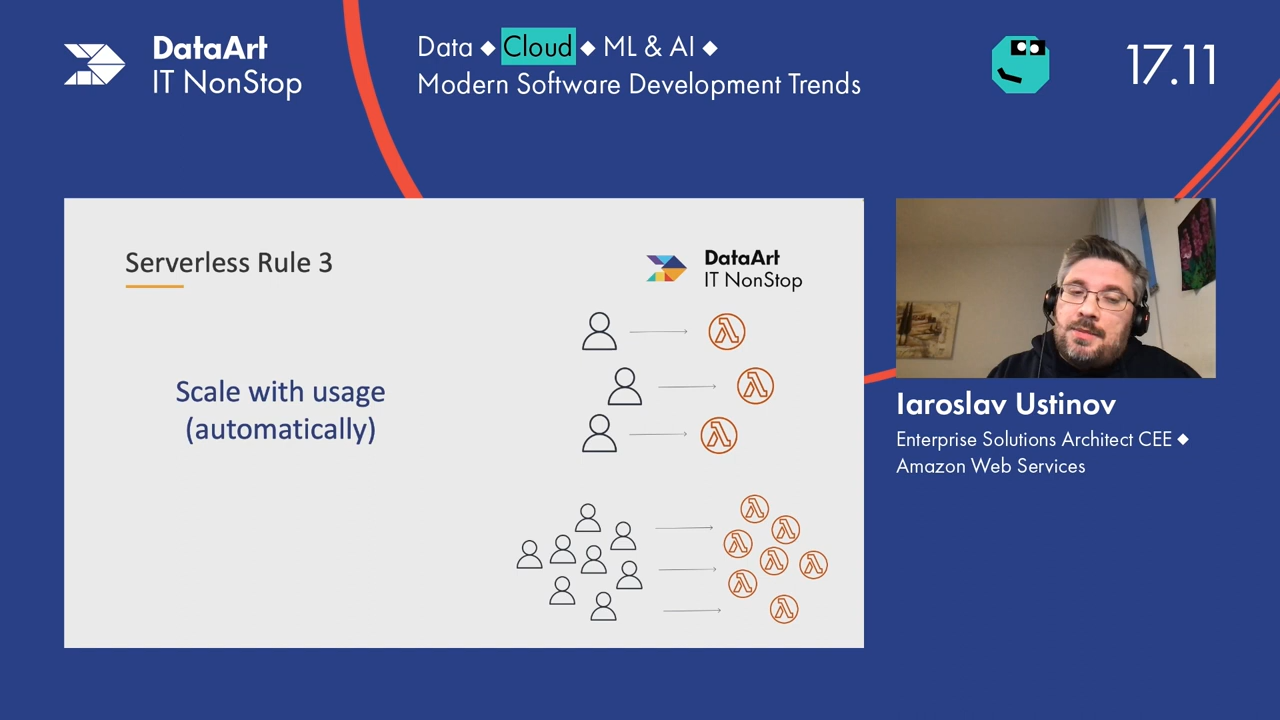 DataArt
IT NonStop
Data ◆ Cloud ◆ ML & AI ◆
Modern Software Development Trends
17.11
Serverless Rule 3
DataArt
IT NonStop
Scale with usage
(automatically)
Iaroslav Ustinov
Enterprise Solutions Architect CEE ◆
Amazon Web Services